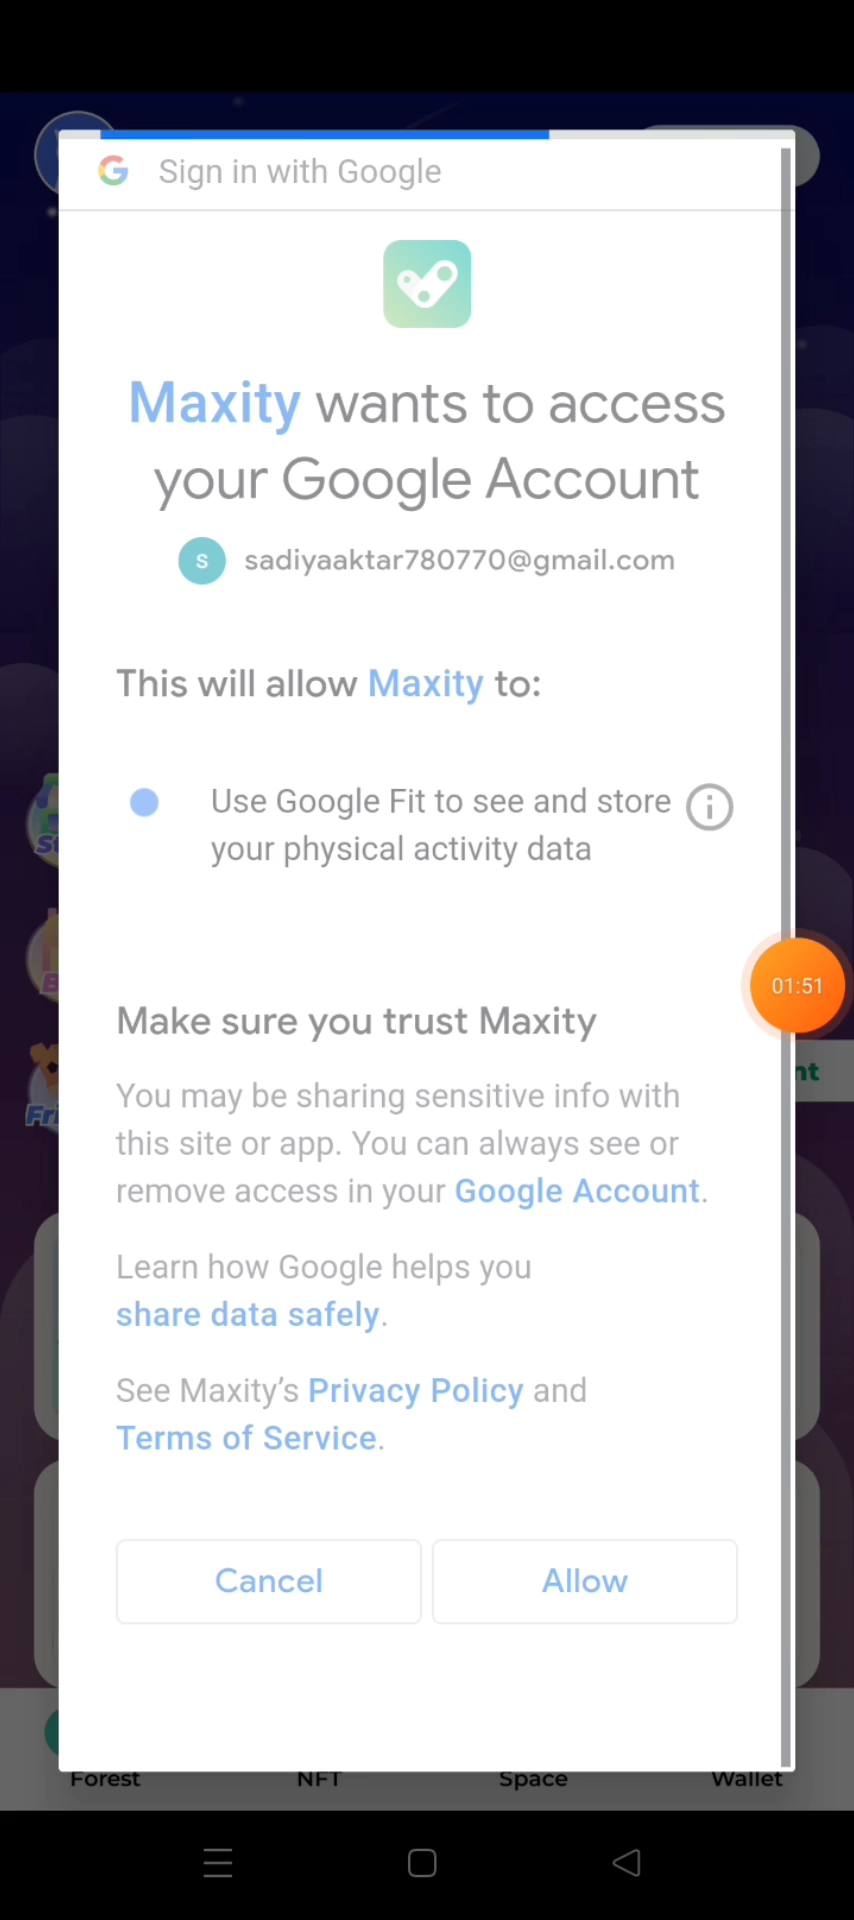 Sign in with Google
Maxity wants to access
your Google Account
S
sadiyaaktar780770@gmail.com
This will allow Maxity to:
Use Google Fit to see and store
your physical activity data
01:51
Make sure you trust Maxity
nt
You may be sharing sensitive info with
this site or app. You can always see or
remove access in your Google Account.
Fri
Learn how Google helps you
share data safely.
See Maxity’s Privacy Policy and
Terms of Service.
Cancel
Allow
Forest
NFT
Space
Wallet